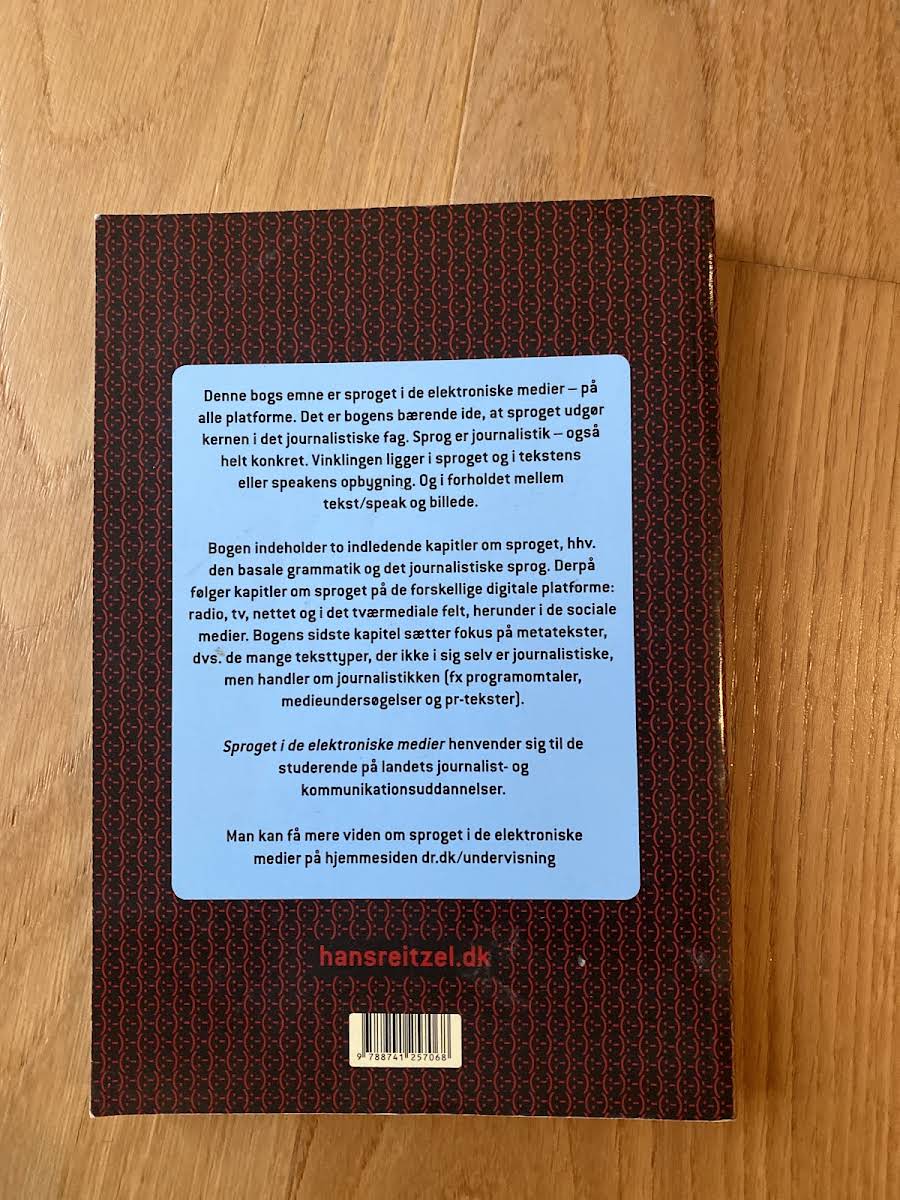 Denne bogs emne er sproget i de elektroniske medier – på
alle platforme. Det er bogens bærende ide, at sproget udgør
kernen i det journalistiske fag. Sprog er journalistik – også
helt konkret. Vinklingen ligger i sproget og i tekstens
eller speakens opbygning. Og i forholdet mellem
tekst/speak og billede.
Bogen indeholder to indledende kapitler om sproget, hhv.
den basale grammatik og det journalistiske sprog. Derpå
følger kapitler om sproget på de forskellige digitale platforme:
radio, tv, nettet og i det tværmediale felt, herunder i de sociale
medier. Bogens sidste kapitel sætter fokus på metatekster,
dvs. de mange teksttyper, der ikke i sig selv er journalistiske,
men handler om journalistikken (fx programomtaler,
medieundersøgelser og pr-tekster).
Sproget i de elektroniske medier henvender sig til de
studerende på landets journalist- og
kommunikationsuddannelser.
Man kan få mere viden om sproget i de elektroniske
medier på hjemmesiden dr.dk/undervisning
hansreitzel.dk
9 788741 257068